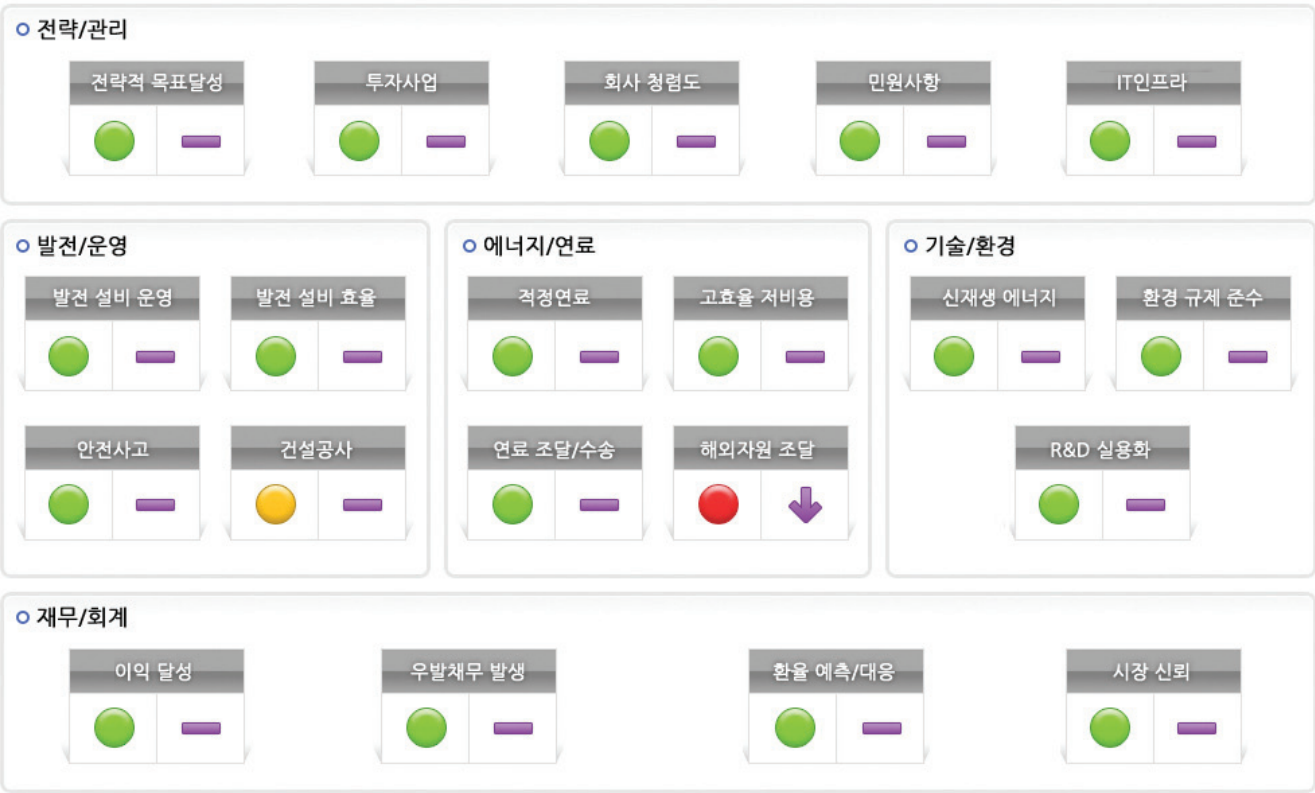 전략/관리
전략적 목표달성
투자사업
회사 청렴도
민원사항
IT인프라
발전/운영
발전 설비 운영
발전 설비 효율
안전사고
건설공사
에너지/연료
적정연료
고효율 저비용
연료 조달/수송
해외자원 조달
기술/환경
신재생 에너지
환경 규제 준수
R&D 실용화
재무/회계
이익 달성
우발채무 발생
환율 예측/대응
시장 신뢰